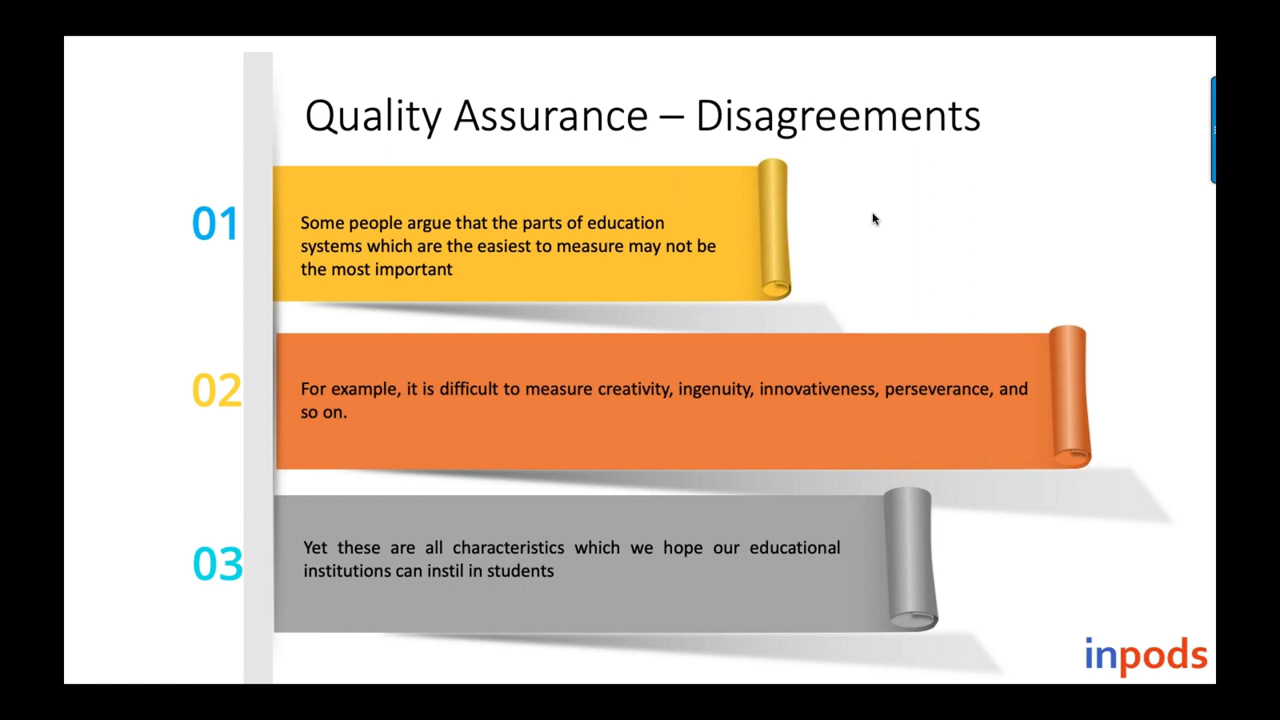 Quality Assurance – Disagreements
01
Some people argue that the parts of education
systems which are the easiest to measure may not be
the most important
02
For example, it is difficult to measure creativity, ingenuity, innovativeness, perseverance, and
so on.
03
Yet these are all characteristics which we hope our educational
institutions can instil in students
inpods